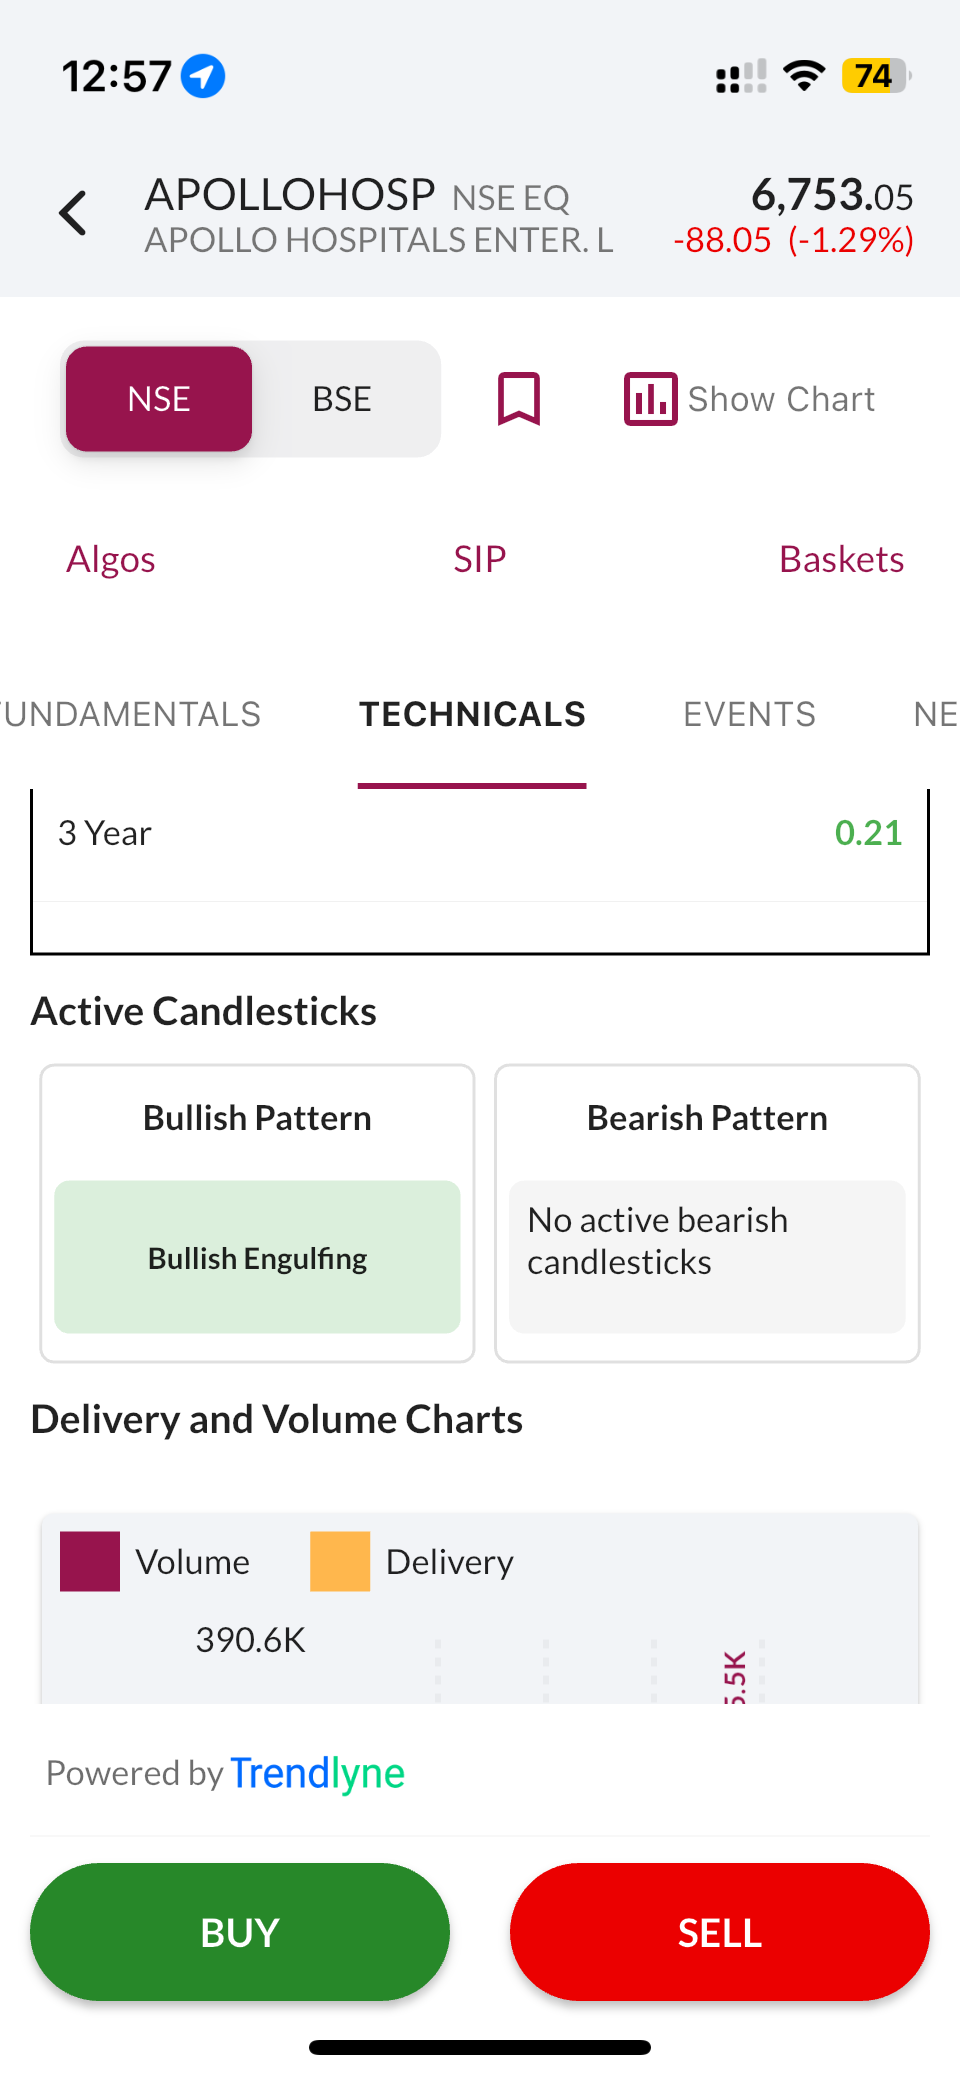 12:57
74
APOLLOHOSP NSE EQ 6,753.05
APOLLO HOSPITALS ENTER. L -88.05 (-1.29%)
NSE BSE Show Chart
Algos SIP Baskets
UNDAMENTALS TECHNICALS EVENTS NE
3 Year 0.21
Active Candlesticks
Bullish Pattern
Bullish Engulfing
Bearish Pattern
No active bearish
candlesticks
Delivery and Volume Charts
Volume Delivery
390.6K
5.5K
Powered by Trendlyne
BUY SELL